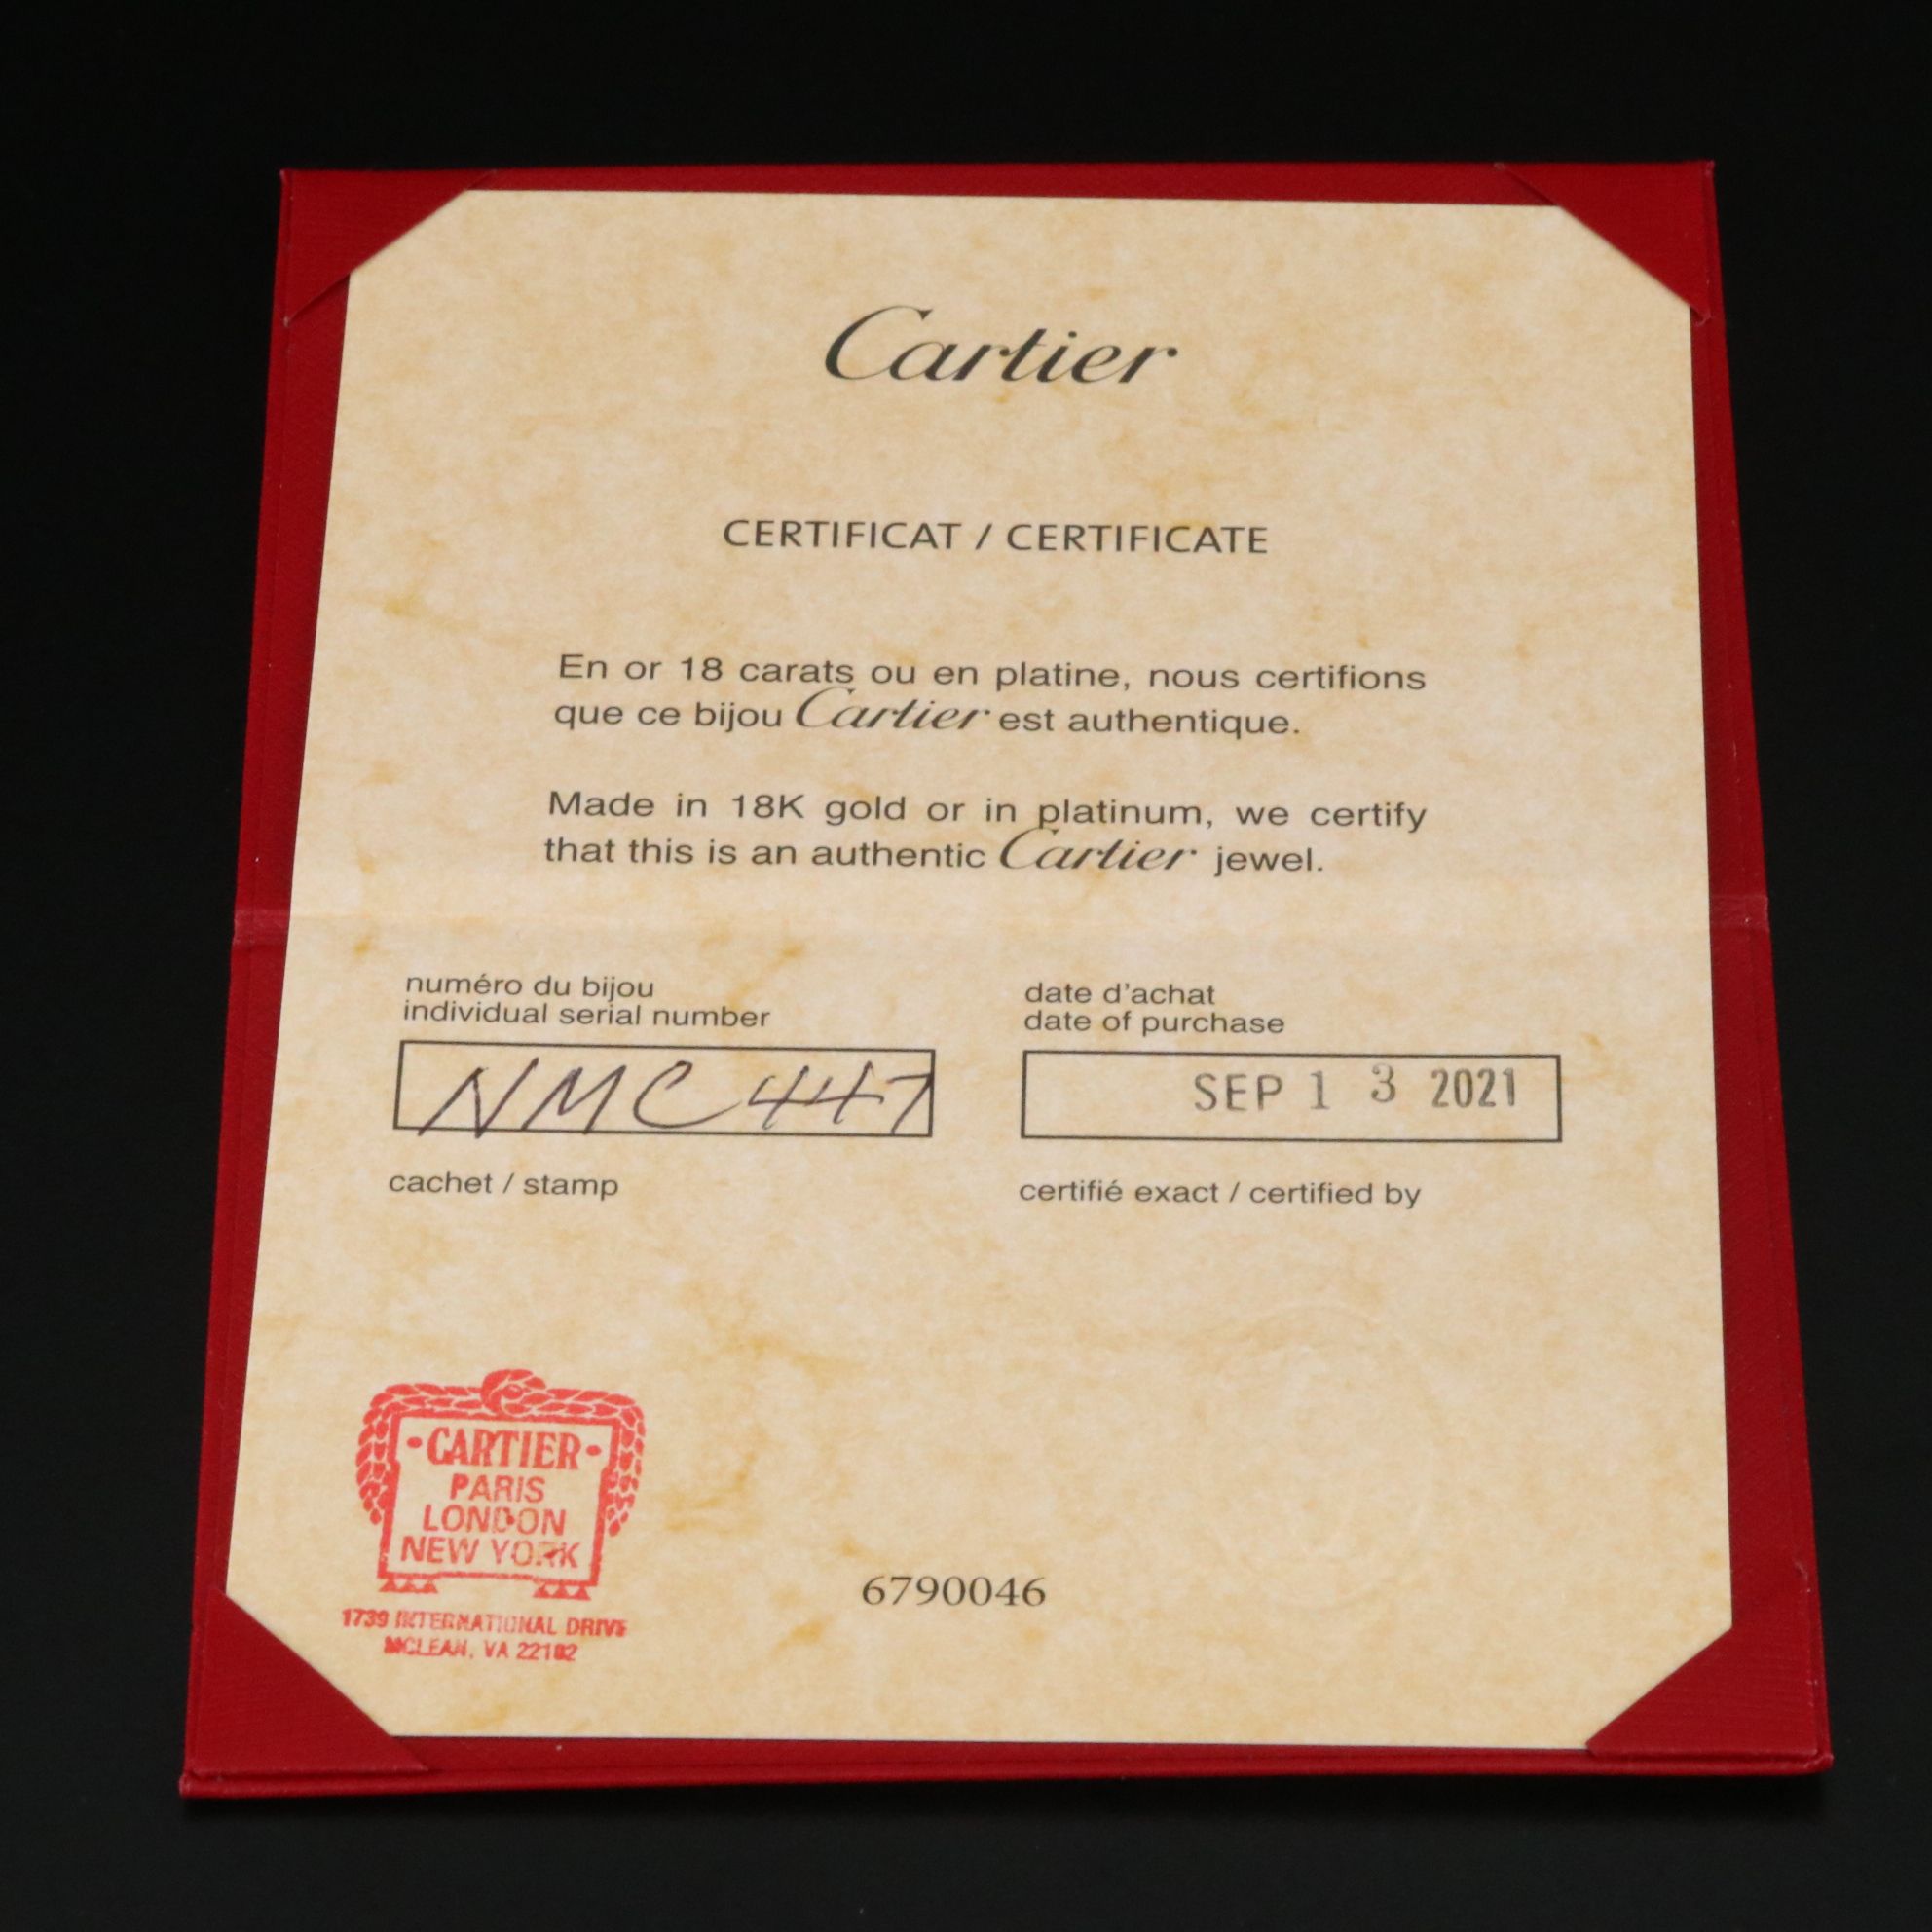 Cartier
CERTIFICAT / CERTIFICATE
En or 18 carats ou en platine, nous certifions
que ce bijou Cartier est authentique.
Made in 18K gold or in platinum, we certify
that this is an authentic Cartier jewel.
numéro du bijou
individual serial number
NMC447
date d'achat
date of purchase
SEP 1 3 2021
cachet / stamp
certifié exact / certified by
·CARTIER·
PARIS
LONDON
NEW YORK
1739 INTERNATIONAL DRIVE
MCLEAN, VA 22102
6790046